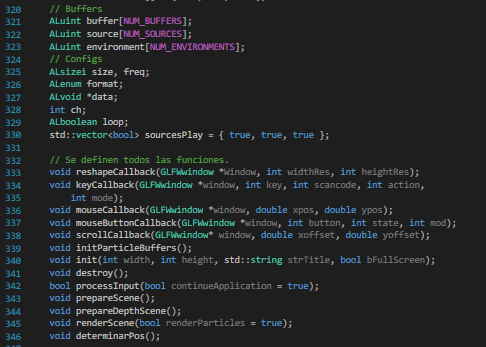 320 // Buffers
321 ALuint buffer[NUM_BUFFERS];
322 ALuint source[NUM_SOURCES];
323 ALuint environment[NUM_ENVIRONMENTS];
324 // Configs
325 ALsizei size, freq;
326 ALenum format;
327 ALvoid *data;
328 int ch;
329 ALboolean loop;
330 std::vector<bool> sourcesPlay = { true, true, true };
331
332 // Se definen todos las funciones.
333 void reshapeCallback(GLFWwindow *Window, int widthRes, int heightRes);
334 void keyCallback(GLFWwindow *window, int key, int scancode, int action,
335 int mode);
336 void mouseCallback(GLFWwindow *window, double xpos, double ypos);
337 void mouseButtonCallback(GLFWwindow *window, int button, int state, int mod);
338 void scrollCallback(GLFWwindow* window, double xoffset, double yoffset);
339 void initParticleBuffers();
340 void init(int width, int height, std::string strTitle, bool bFullScreen);
341 void destroy();
342 bool processInput(bool continueApplication = true);
343 void prepareScene();
344 void prepareDepthScene();
345 void renderScene(bool renderParticles = true);
346 void determinarPos();